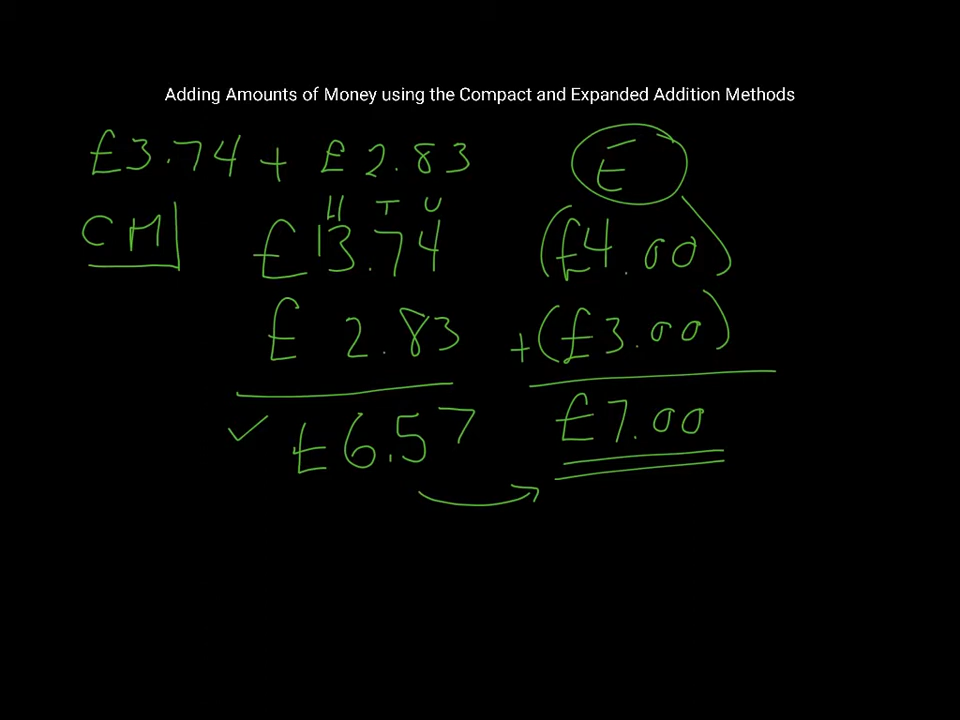 Adding Amounts of Money using the Compact and Expanded Addition Methods
£3.74 + £2.83
E
H T U
CM
£13.74
(£4.00)
£ 2.83
+(£3.00)
£6.57
£7.00